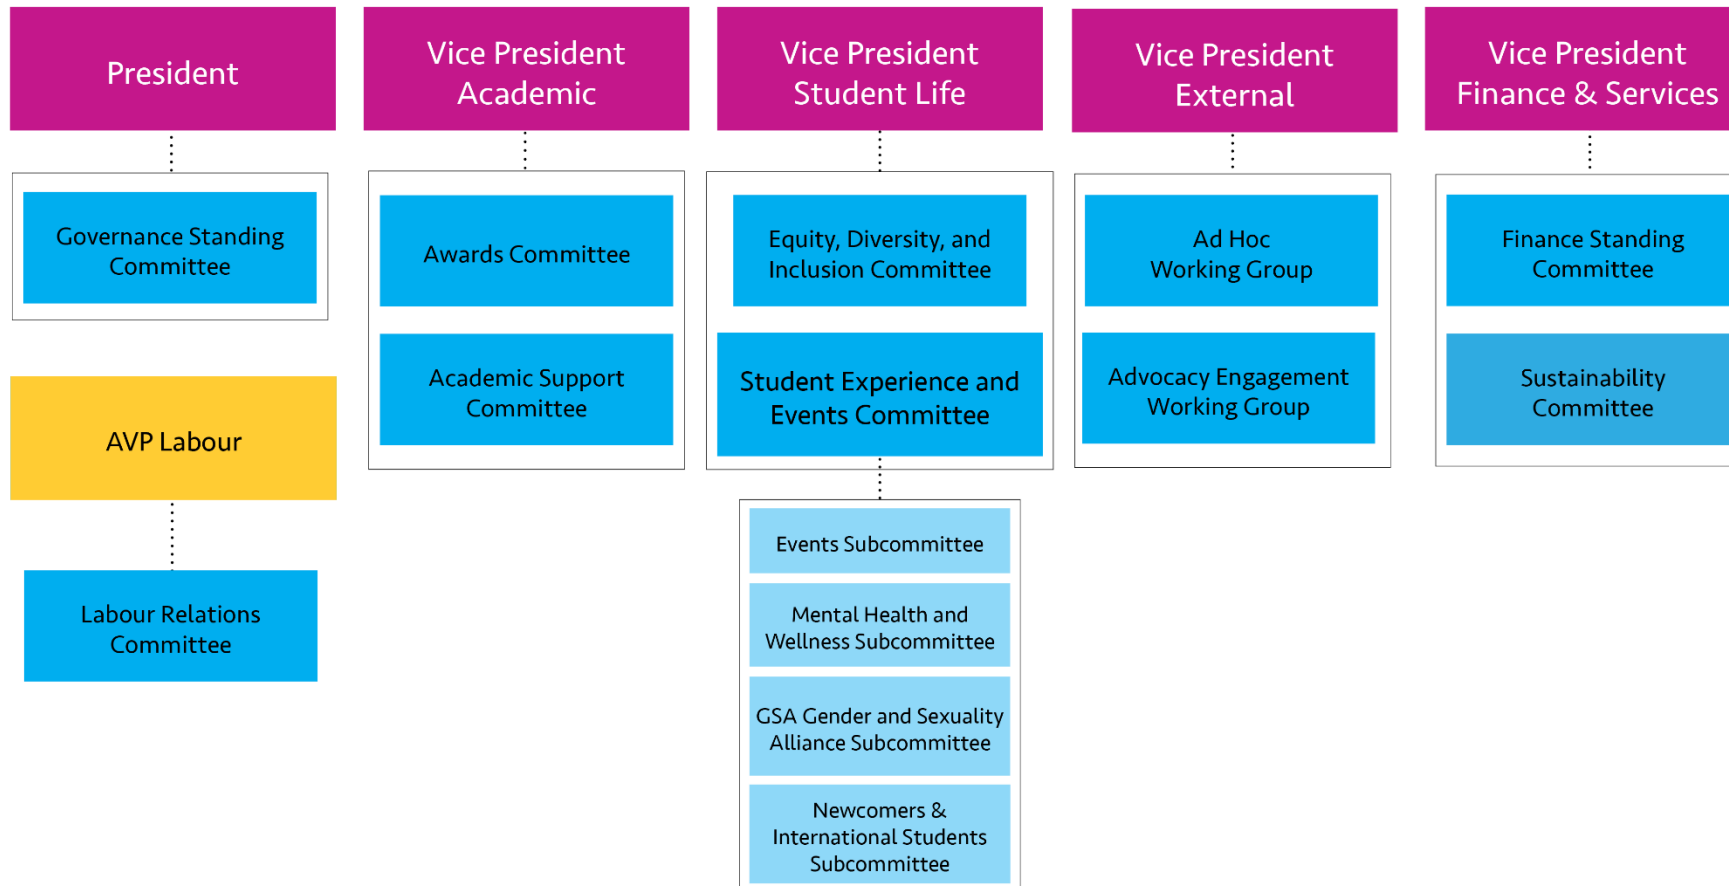 President
Vice President
Academic
Vice President
Student Life
Vice President
External
Vice President
Finance & Services
Governance Standing
Committee
Awards Committee
Equity, Diversity, and
Inclusion Committee
Ad Hoc
Working Group
Finance Standing
Committee
Academic Support
Committee
Student Experience and
Events Committee
Advocacy Engagement
Working Group
Sustainability
Committee
AVP Labour
Labour Relations
Committee
Events Subcommittee
Mental Health and
Wellness Subcommittee
GSA Gender and Sexuality
Alliance Subcommittee
Newcomers &
International Students
Subcommittee